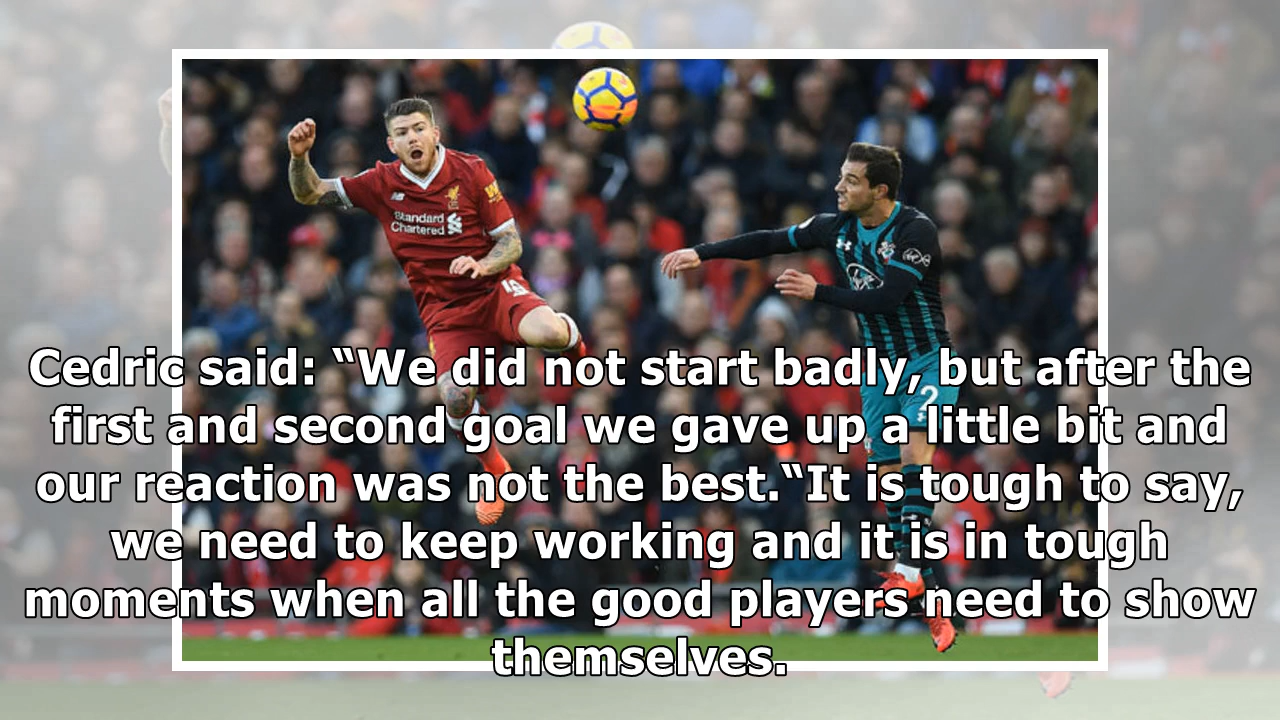 Standard
Chartered
Cedric said: “We did not start badly, but after the
first and second goal we gave up a little bit and
our reaction was not the best.“It is tough to say,
we need to keep working and it is in tough
moments when all the good players need to show
themselves.